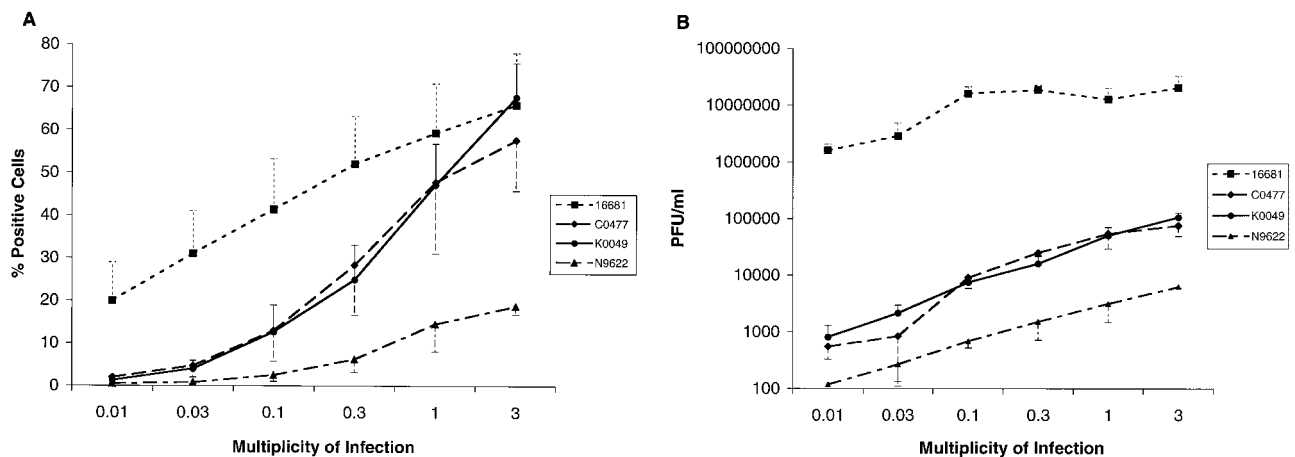 A
% Positive Cells
80
70
60
50
40
30
20
10
0
0.01 0.03 0.1 0.3 1 3
Multiplicity of Infection
16681
C0477
K0049
N9622
B
PFU/ml
100000000
10000000
1000000
100000
10000
1000
100
0.01 0.03 0.1 0.3 1 3
Multiplicity of Infection
16681
C0477
K0049
N9622